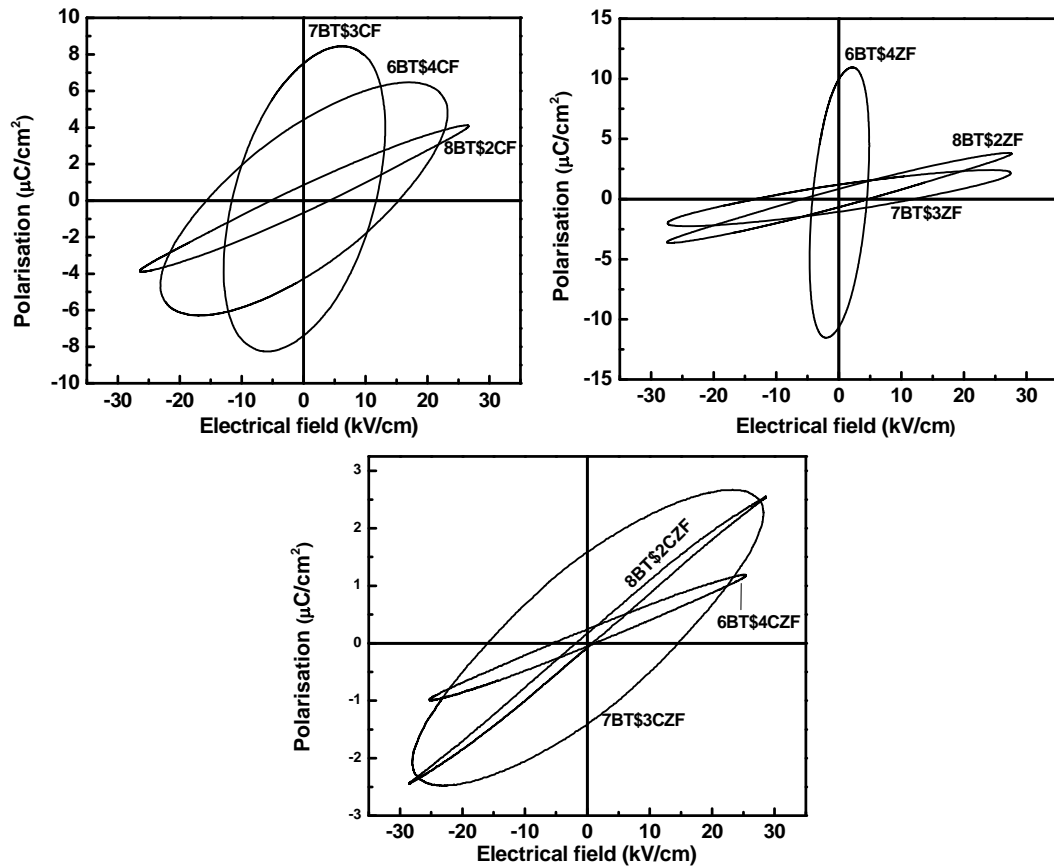 10
8
6
4
2
0
-2
-4
-6
-8
-10
-30 -20 -10 0 10 20 30
Polarisation (μC/cm²)
Electrical field (kV/cm)
7BT$3CF
6BT$4CF
8BT$2CF
15
10
5
0
-5
-10
-15
-30 -20 -10 0 10 20 30
Polarisation (μC/cm²)
Electrical field (kV/cm)
6BT$4ZF
8BT$2ZF
7BT$3ZF
3
2
1
0
-1
-2
-3
-30 -20 -10 0 10 20 30
Polarisation (μC/cm²)
Electrical field (kV/cm)
8BT$2CZF
6BT$4CZF
7BT$3CZF